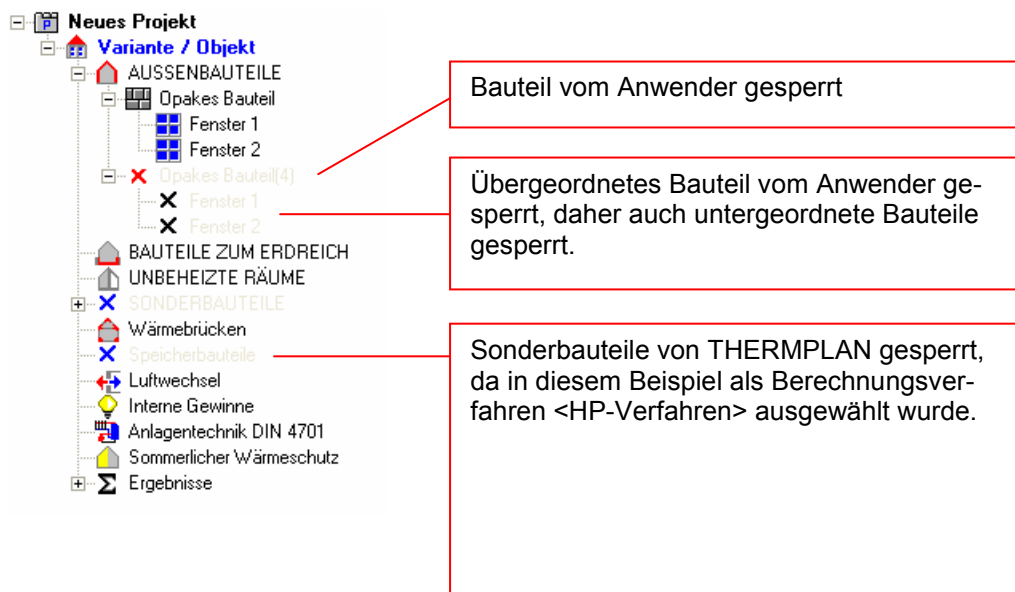 Neues Projekt
Variante / Objekt
AUSSENBAUTEILE
Opakes Bauteil
Fenster 1
Fenster 2
Opakes Bauteil(4)
Fenster 1
Fenster 2
BAUTEILE ZUM ERDREICH
UNBEHEIZTE RÄUME
SONDERBAUTEILE
Wärmebrücken
Speicherbauteile
Luftwechsel
Interne Gewinne
Anlagentechnik DIN 4701
Sommerlicher Wärmeschutz
Ergebnisse
Bauteil vom Anwender gesperrt
Übergeordnetes Bauteil vom Anwender ge-
sperrt, daher auch untergeordnete Bauteile
gesperrt.
Sonderbauteile von THERMPLAN gesperrt,
da in diesem Beispiel als Berechnungsver-
fahren <HP-Verfahren> ausgewählt wurde.